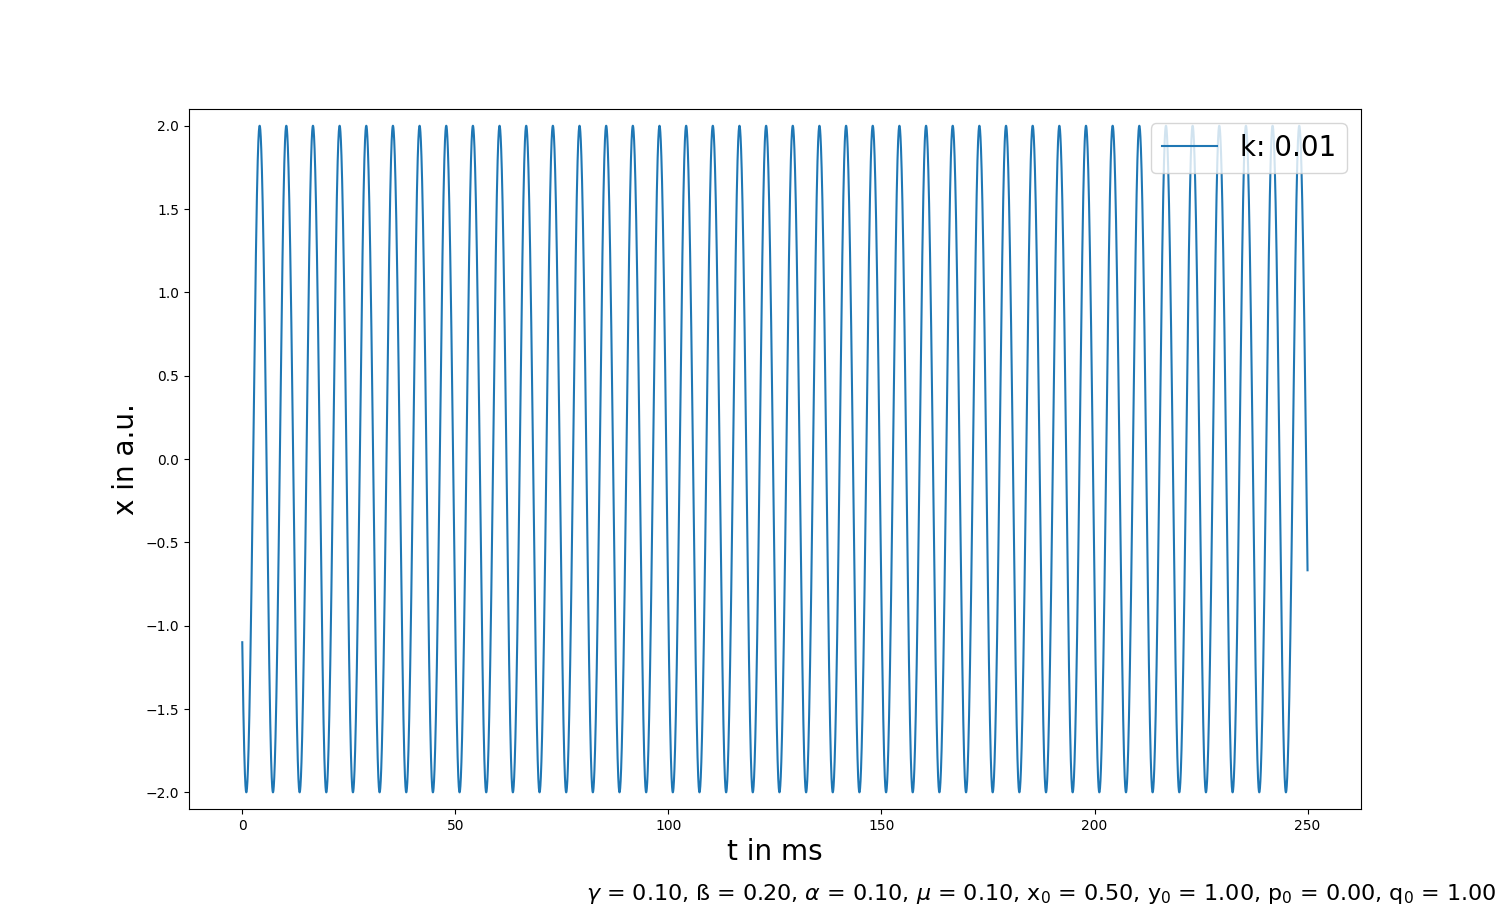 2.0
1.5
1.0
0.5
0.0
−0.5
−1.0
−1.5
−2.0
x in a.u.
k: 0.01
0 50 100 150 200 250
t in ms
γ = 0.10, ß = 0.20, α = 0.10, μ = 0.10, x₀ = 0.50, y₀ = 1.00, p₀ = 0.00, q₀ = 1.00